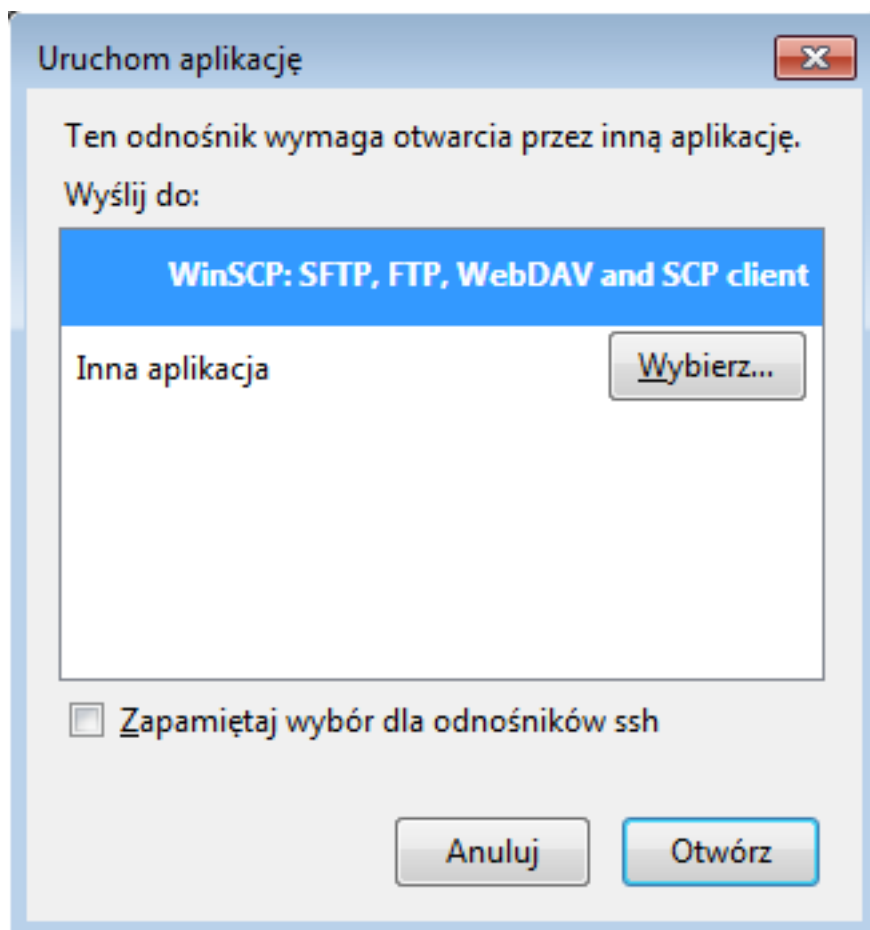 Uruchom aplikację
Ten odnośnik wymaga otwarcia przez inną aplikację.
Wyślij do:
WinSCP: SFTP, FTP, WebDAV and SCP client
Inna aplikacja
Wybierz...
Zapamiętaj wybór dla odnośników ssh
Anuluj
Otwórz